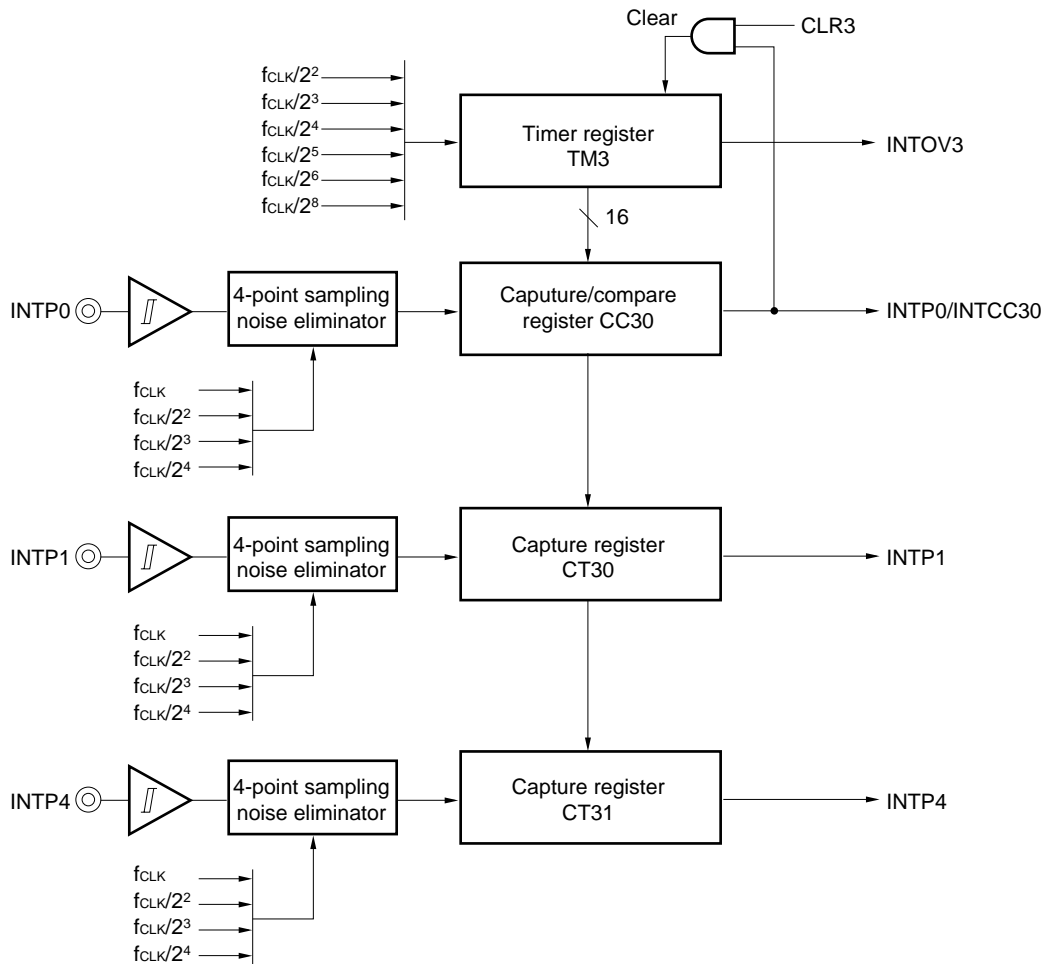 Clear
CLR3
fCLK/2²
fCLK/2³
fCLK/2⁴
fCLK/2⁵
fCLK/2⁶
fCLK/2⁸
Timer register
TM3
INTOV3
16
INTP0
4-point sampling
noise eliminator
Caputure/compare
register CC30
INTP0/INTCC30
fCLK
fCLK/2²
fCLK/2³
fCLK/2⁴
INTP1
4-point sampling
noise eliminator
Capture register
CT30
INTP1
fCLK
fCLK/2²
fCLK/2³
fCLK/2⁴
INTP4
4-point sampling
noise eliminator
Capture register
CT31
INTP4
fCLK
fCLK/2²
fCLK/2³
fCLK/2⁴